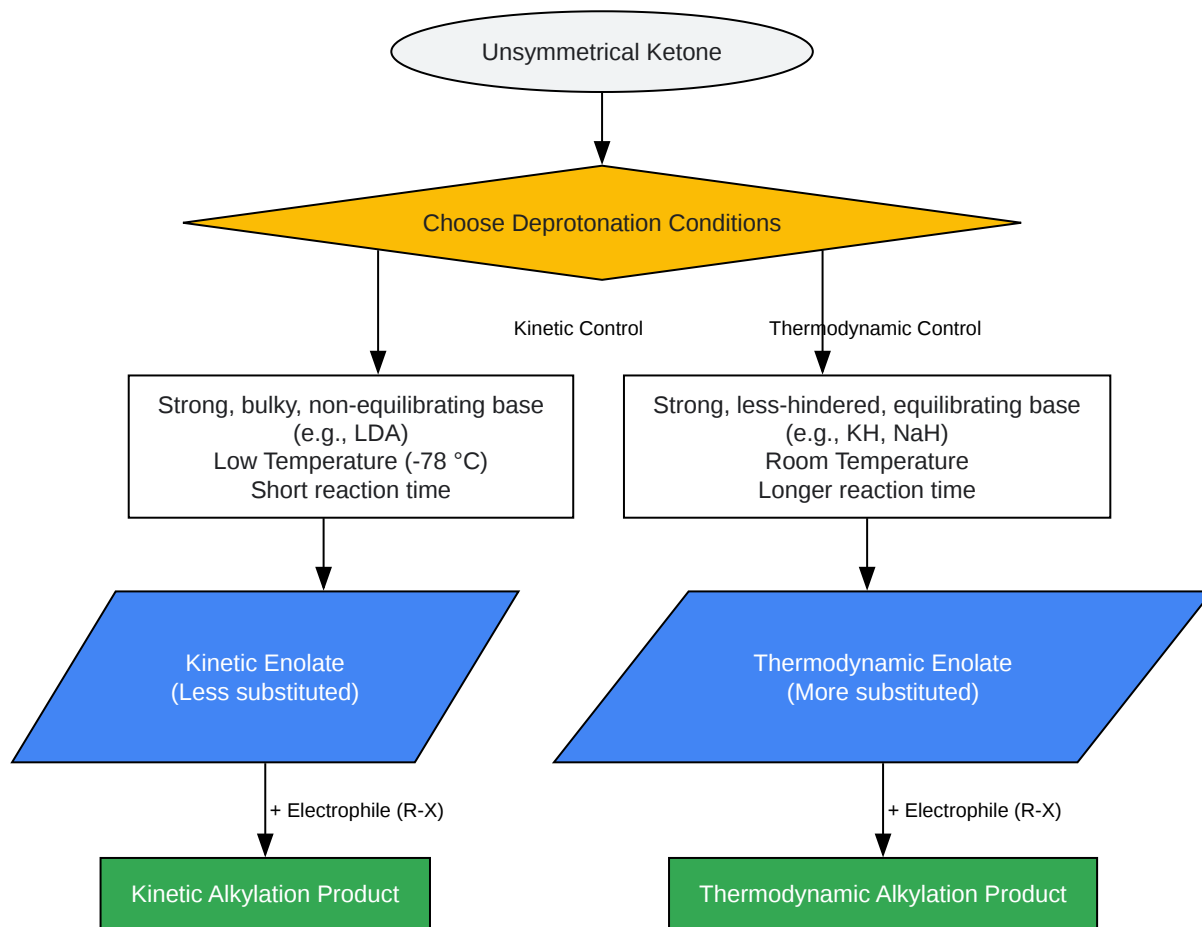 Unsymmetrical Ketone
Choose Deprotonation Conditions
Kinetic Control
Thermodynamic Control
Strong, bulky, non-equilibrating base
(e.g., LDA)
Low Temperature (-78 °C)
Short reaction time
Strong, less-hindered, equilibrating base
(e.g., KH, NaH)
Room Temperature
Longer reaction time
Kinetic Enolate
(Less substituted)
Thermodynamic Enolate
(More substituted)
+ Electrophile (R-X)
+ Electrophile (R-X)
Kinetic Alkylation Product
Thermodynamic Alkylation Product